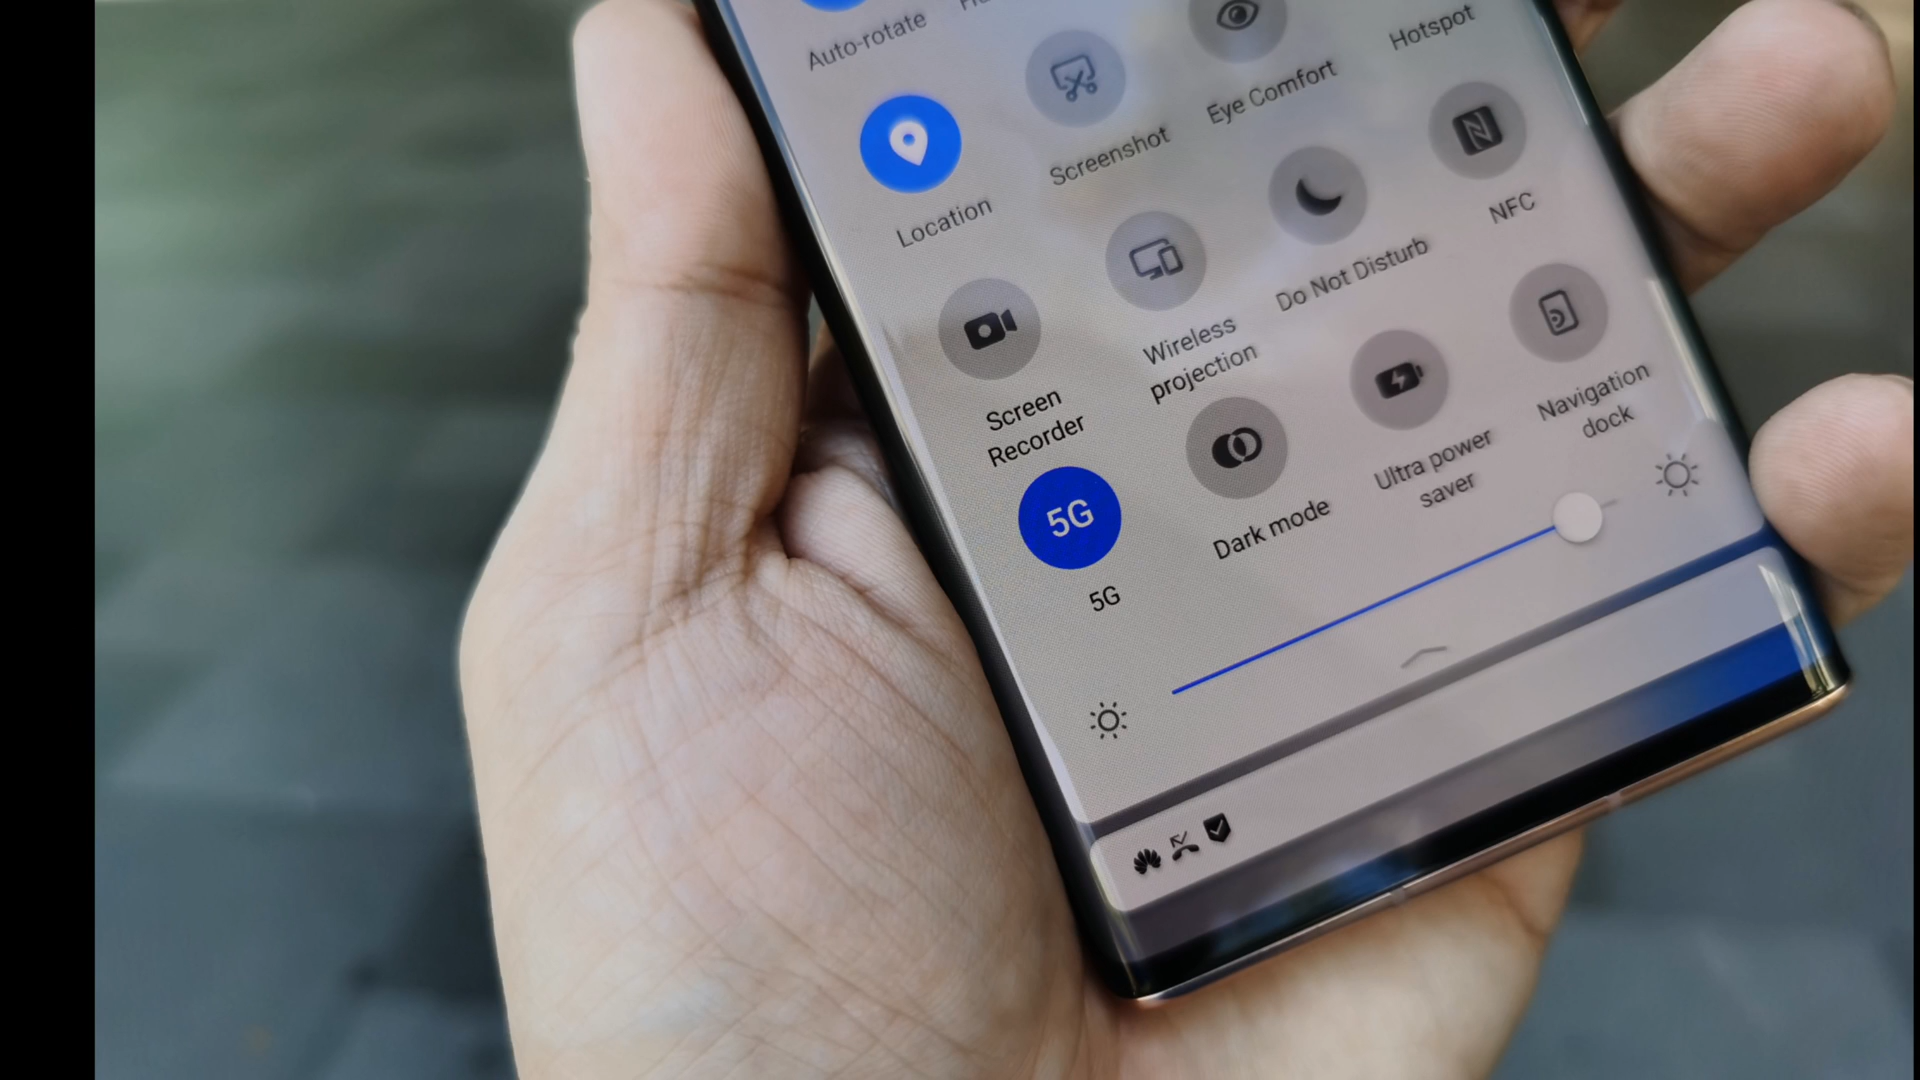 Auto-rotate
Hotspot
Location
Screenshot
Eye Comfort
NFC
Screen
Recorder
Wireless
projection
Do Not Disturb
Navigation
dock
5G
5G
Dark mode
Ultra power
saver